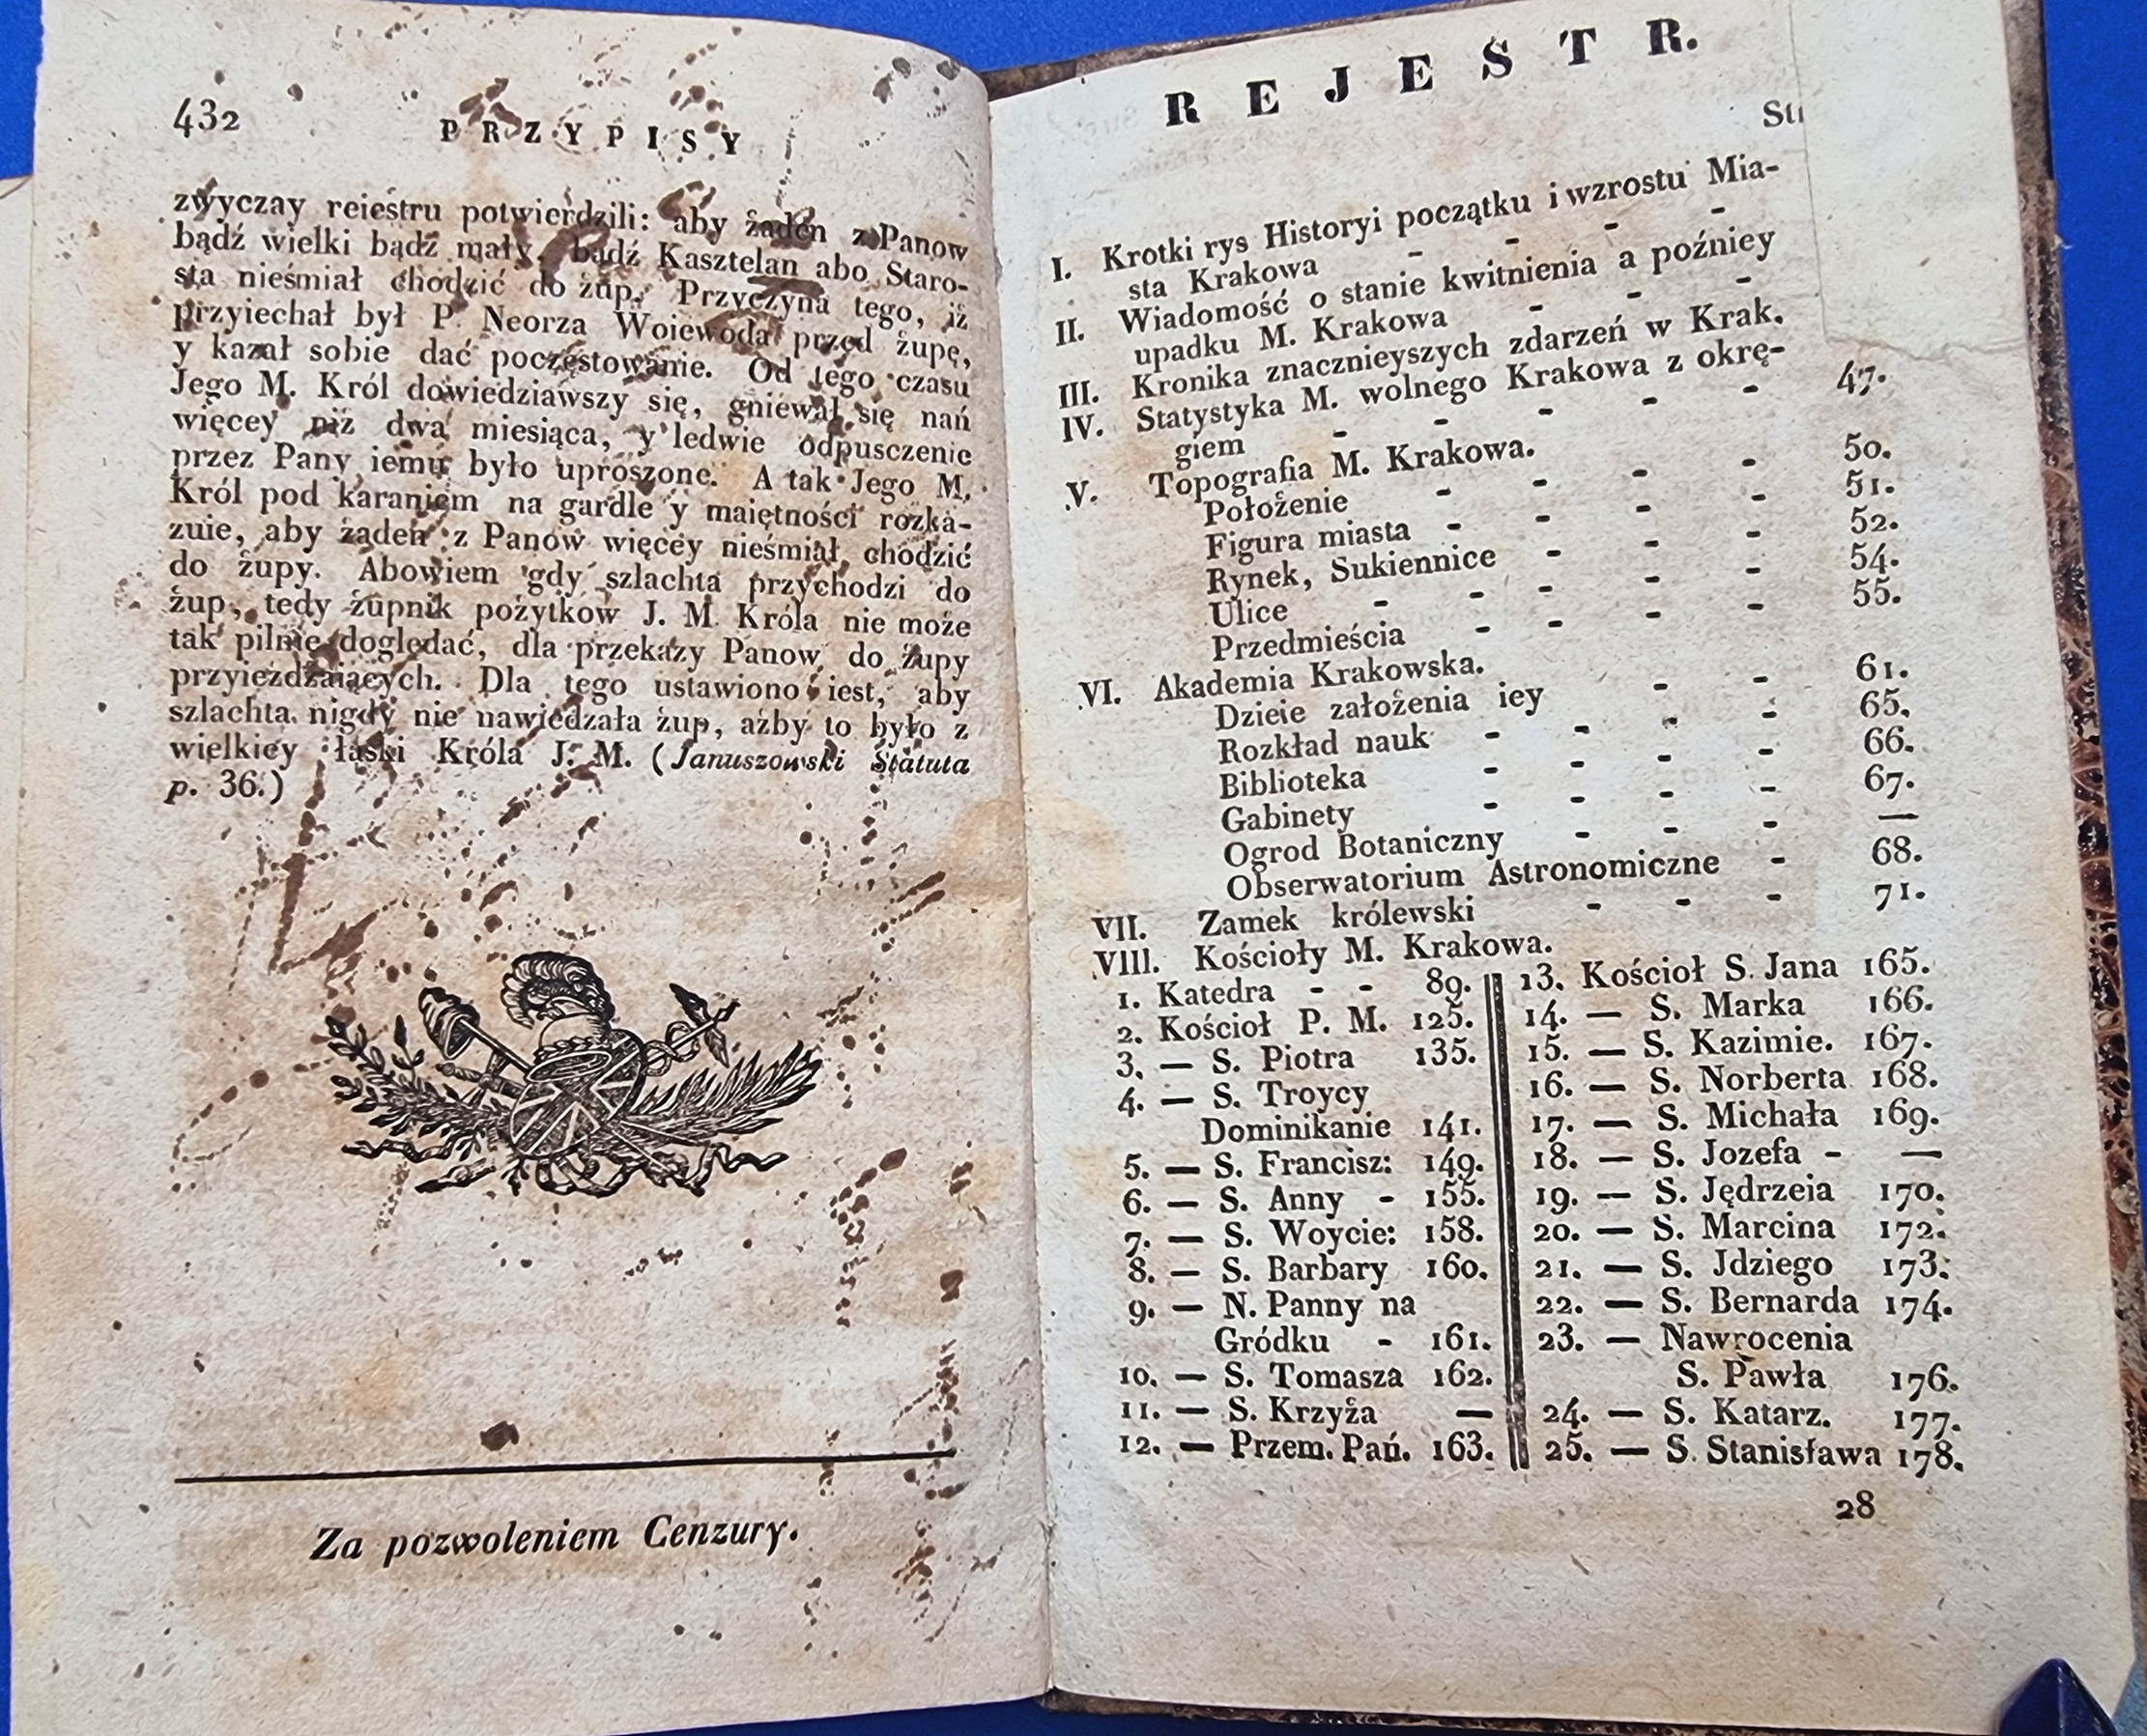 432
PRZYPISY
zwyczay reiestru potwierdzili: aby żaden z Panow
bądź wielki bądź mały, bądź Kasztelan abo Staro-
sta nieśmiał chodzić do żup. Przyczyna tego, iż
przyiechał był P. Neorza Woiewoda przed żupę,
y kazał sobie dać poczęstowanie. Od tego czasu
Jego M. Król dowiedziawszy się, gniewał się nań
więcey niż dwa miesiąca, y ledwie odpusczenie
przez Pany iemu było uproszone. A tak Jego M.
Król pod karaniem na gardle y maiętności rozka-
zuie, aby żaden z Panow więcey nieśmiał chodzić
do żupy. Abowiem gdy szlachta przychodzi do
żup, tedy żupnik pożytkow J. M. Króla nie może
tak pilnie doględać, dla przekazy Panow do żupy
przyieżdżaiących. Dla tego ustawiono iest, aby
szlachta nigdy nie nawiedzała żup, ażby to było z
wielkiey łaski Króla J. M. (Januszowski Statuta
p. 36.)
Za pozwoleniem Cenzury.
REJESTR.
I. Krotki rys Historyi początku i wzrostu Mia-
sta Krakowa - - - -
II. Wiadomość o stanie kwitnienia a poźniey
upadku M. Krakowa - - -
III. Kronika znacznieyszych zdarzeń w Krak.
IV. Statystyka M. wolnego Krakowa z okrę-
giem - - - - - 47.
V. Topografia M. Krakowa.
Położenie - - - - 50.
Figura miasta - - - - 51.
Rynek, Sukiennice - - - 52.
Ulice - - - - - 54.
Przedmieścia - - - - 55.
VI. Akademia Krakowska.
Dzieie założenia iey - - 61.
Rozkład nauk - - - - 65.
Biblioteka - - - - 66.
Gabinety - - - - 67.
Ogrod Botaniczny - - - —
Obserwatorium Astronomiczne - 68.
VII. Zamek królewski - - - 71.
VIII. Kościoły M. Krakowa.
1. Katedra - - 89.
2. Kościoł P. M. 125.
3. — S. Piotra 135.
4. — S. Troycy
Dominikanie 141.
5. — S. Francisz: 149.
6. — S. Anny - 155.
7. — S. Woycie: 158.
8. — S. Barbary 160.
9. — N. Panny na
Gródku - 161.
10. — S. Tomasza 162.
11. — S. Krzyża —
12. — Przem. Pań. 163.
13. Kościoł S. Jana 165.
14. — S. Marka 166.
15. — S. Kazimie. 167.
16. — S. Norberta 168.
17. — S. Michała 169.
18. — S. Jozefa - —
19. — S. Jędrzeia 170.
20. — S. Marcina 172.
21. — S. Jdziego 173.
22. — S. Bernarda 174.
23. — Nawrocenia
S. Pawła 176.
24. — S. Katarz. 177.
25. — S. Stanisława 178.
28